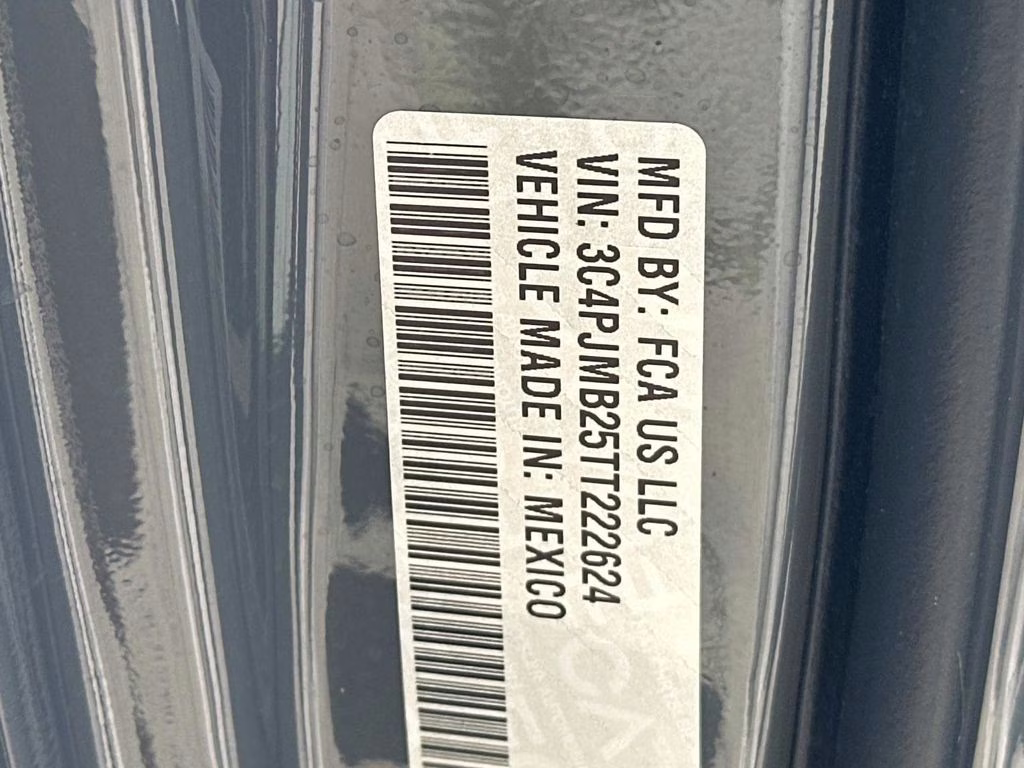 MFD BY: FCA US LLC
VIN: 3C4PJMB25TT222624
VEHICLE MADE IN: MEXICO